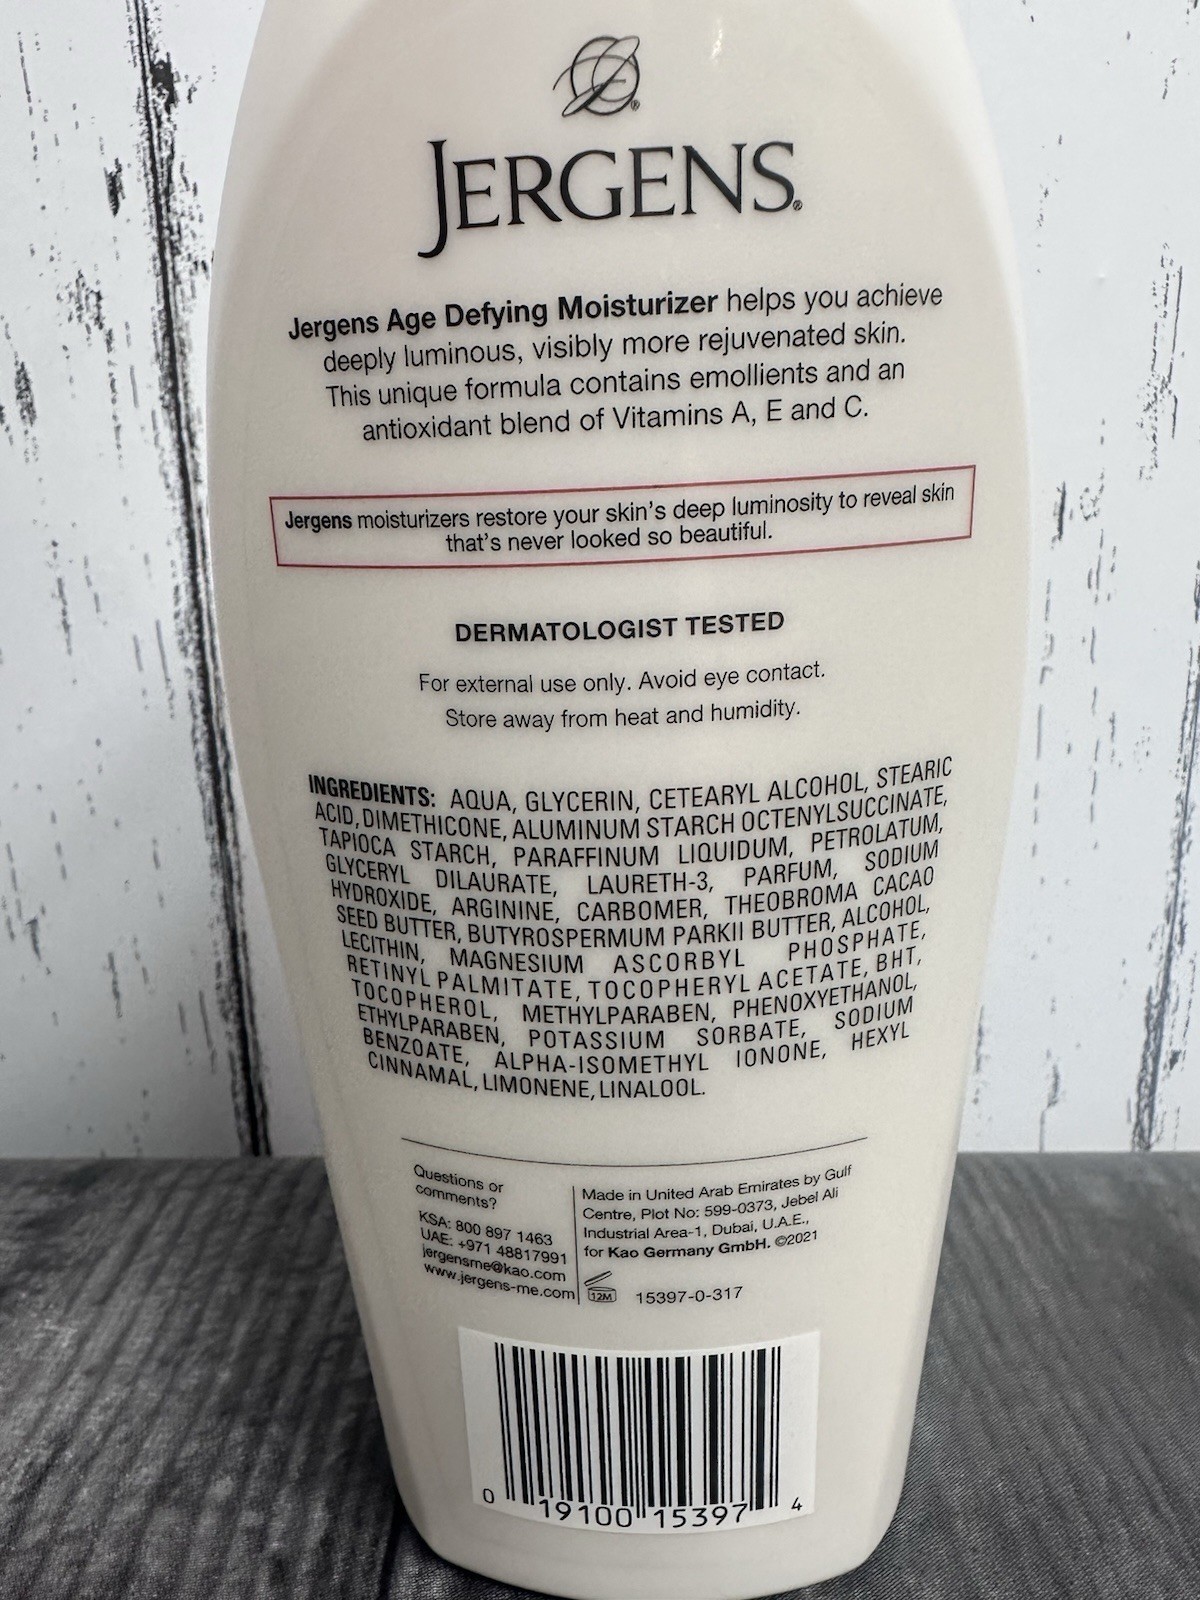 JERGENS®
Jergens Age Defying Moisturizer helps you achieve
deeply luminous, visibly more rejuvenated skin.
This unique formula contains emollients and an
antioxidant blend of Vitamins A, E and C.
Jergens moisturizers restore your skin's deep luminosity to reveal skin
that's never looked so beautiful.
DERMATOLOGIST TESTED
For external use only. Avoid eye contact.
Store away from heat and humidity.
INGREDIENTS: AQUA, GLYCERIN, CETEARYL ALCOHOL, STEARIC
ACID, DIMETHICONE, ALUMINUM STARCH OCTENYLSUCCINATE,
TAPIOCA STARCH, PARAFFINUM LIQUIDUM, PETROLATUM,
GLYCERYL DILAURATE, LAURETH-3, PARFUM, SODIUM
HYDROXIDE, ARGININE, CARBOMER, THEOBROMA CACAO
SEED BUTTER, BUTYROSPERMUM PARKII BUTTER, ALCOHOL,
LECITHIN, MAGNESIUM ASCORBYL PHOSPHATE,
RETINYL PALMITATE, TOCOPHERYL ACETATE, BHT,
TOCOPHEROL, METHYLPARABEN, PHENOXYETHANOL,
ETHYLPARABEN, POTASSIUM SORBATE, SODIUM
BENZOATE, ALPHA-ISOMETHYL IONONE, HEXYL
CINNAMAL, LIMONENE, LINALOOL.
Questions or
comments?
KSA: 800 897 1463
UAE: +971 48817991
jergensme@kao.com
www.jergens-me.com
Made in United Arab Emirates by Gulf
Centre, Plot No: 599-0373, Jebel Ali
Industrial Area-1, Dubai, U.A.E.,
for Kao Germany GmbH. ©2021
12M 15397-0-317
0 19100 15397 4